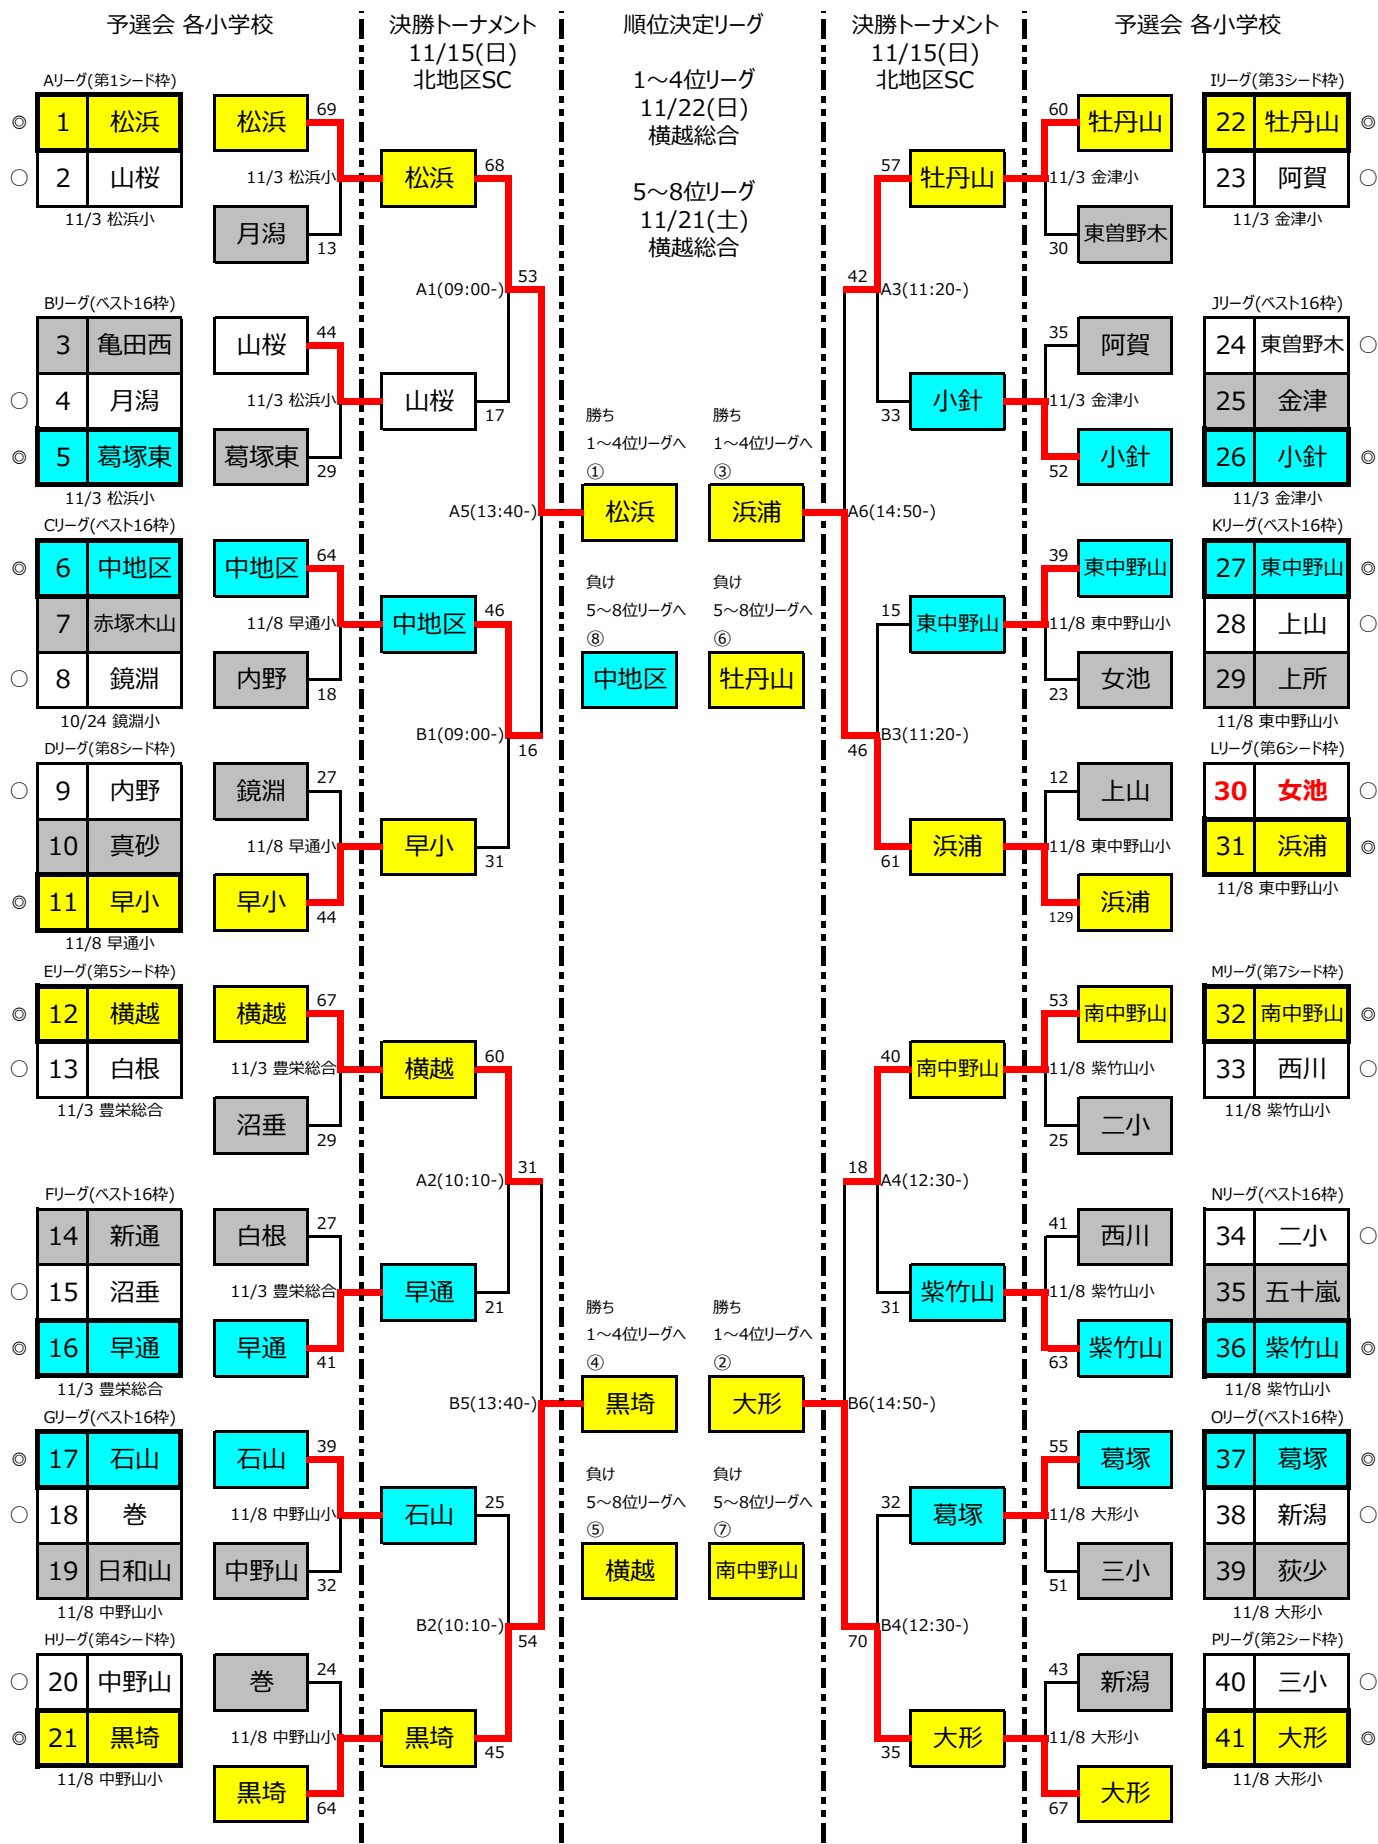 予選会 各小学校
決勝トーナメント
11/15(日)
北地区SC
順位決定リーグ
1～4位リーグ
11/22(日)
横越総合
5～8位リーグ
11/21(土)
横越総合
決勝トーナメント
11/15(日)
北地区SC
予選会 各小学校
Aリーグ(第1シード枠)
◎ 1 松浜
○ 2 山桜
11/3 松浜小
Bリーグ(ベスト16枠)
3 亀田西
○ 4 月潟
◎ 5 葛塚東
11/3 松浜小
Cリーグ(ベスト16枠)
◎ 6 中地区
7 赤塚木山
○ 8 鏡淵
10/24 鏡淵小
Dリーグ(第8シード枠)
○ 9 内野
10 真砂
◎ 11 早小
11/8 早通小
Eリーグ(第5シード枠)
◎ 12 横越
○ 13 白根
11/3 豊栄総合
Fリーグ(ベスト16枠)
14 新通
○ 15 沼垂
◎ 16 早通
11/3 豊栄総合
Gリーグ(ベスト16枠)
◎ 17 石山
○ 18 巻
19 日和山
11/8 中野山小
Hリーグ(第4シード枠)
○ 20 中野山
◎ 21 黒埼
11/8 中野山小
松浜 69
11/3 松浜小
月潟 13
山桜 44
11/3 松浜小
葛塚東 29
中地区 64
11/8 早通小
内野 18
鏡淵 27
11/8 早通小
早小 44
横越 67
11/3 豊栄総合
沼垂 29
白根 27
11/3 豊栄総合
早通 41
石山 39
11/8 中野山小
中野山 32
巻 24
11/8 中野山小
黒埼 64
松浜 68
A1(09:00-) 53
山桜 17
A5(13:40-)
中地区 46
B1(09:00-) 16
早小 31
横越 60
A2(10:10-) 31
早通 21
B5(13:40-)
石山 25
B2(10:10-) 54
黒埼 45
勝ち
1～4位リーグへ
①
松浜
負け
5～8位リーグへ
⑧
中地区
勝ち
1～4位リーグへ
③
浜浦
負け
5～8位リーグへ
⑥
牡丹山
勝ち
1～4位リーグへ
④
黒埼
負け
5～8位リーグへ
⑤
横越
勝ち
1～4位リーグへ
②
大形
負け
5～8位リーグへ
⑦
南中野山
57 牡丹山
42 A3(11:20-)
33 小針
A6(14:50-)
15 東中野山
46 B3(11:20-)
61 浜浦
40 南中野山
18 A4(12:30-)
31 紫竹山
B6(14:50-)
32 葛塚
70 B4(12:30-)
35 大形
60 牡丹山
11/3 金津小
30 東曽野木
35 阿賀
11/3 金津小
52 小針
39 東中野山
11/8 東中野山小
23 女池
12 上山
11/8 東中野山小
129 浜浦
53 南中野山
11/8 紫竹山小
25 二小
41 西川
11/8 紫竹山小
63 紫竹山
55 葛塚
11/8 大形小
51 三小
43 新潟
11/8 大形小
67 大形
Iリーグ(第3シード枠)
22 牡丹山 ◎
23 阿賀 ○
11/3 金津小
Jリーグ(ベスト16枠)
24 東曽野木 ○
25 金津
26 小針 ◎
11/3 金津小
Kリーグ(ベスト16枠)
27 東中野山 ◎
28 上山 ○
29 上所
11/8 東中野山小
Lリーグ(第6シード枠)
30 女池 ○
31 浜浦 ◎
11/8 東中野山小
Mリーグ(第7シード枠)
32 南中野山 ◎
33 西川 ○
11/8 紫竹山小
Nリーグ(ベスト16枠)
34 二小 ○
35 五十嵐
36 紫竹山 ◎
11/8 紫竹山小
Oリーグ(ベスト16枠)
37 葛塚 ◎
38 新潟 ○
39 荻少
11/8 大形小
Pリーグ(第2シード枠)
40 三小 ○
41 大形 ◎
11/8 大形小